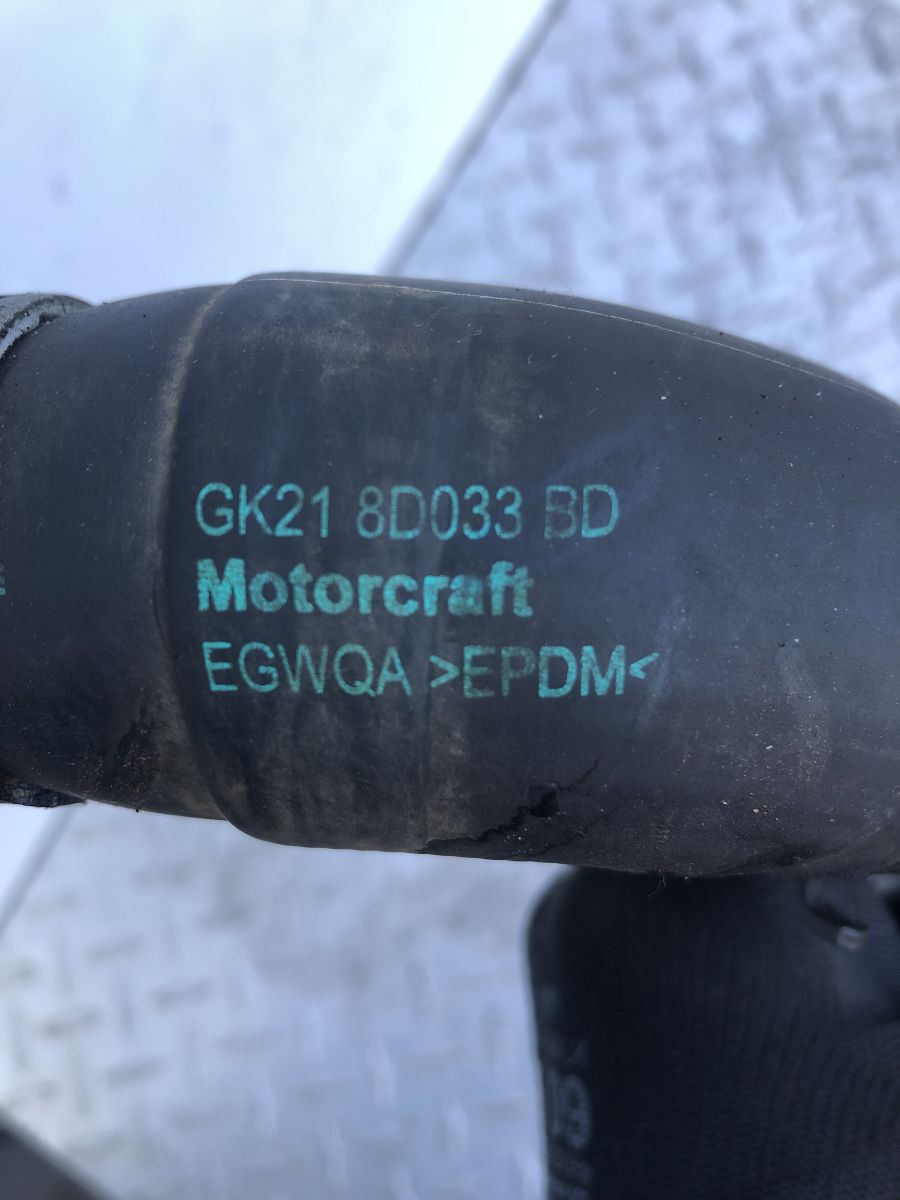 GK21 8D033 BD
Motorcraft
EGWQA >EPDM<